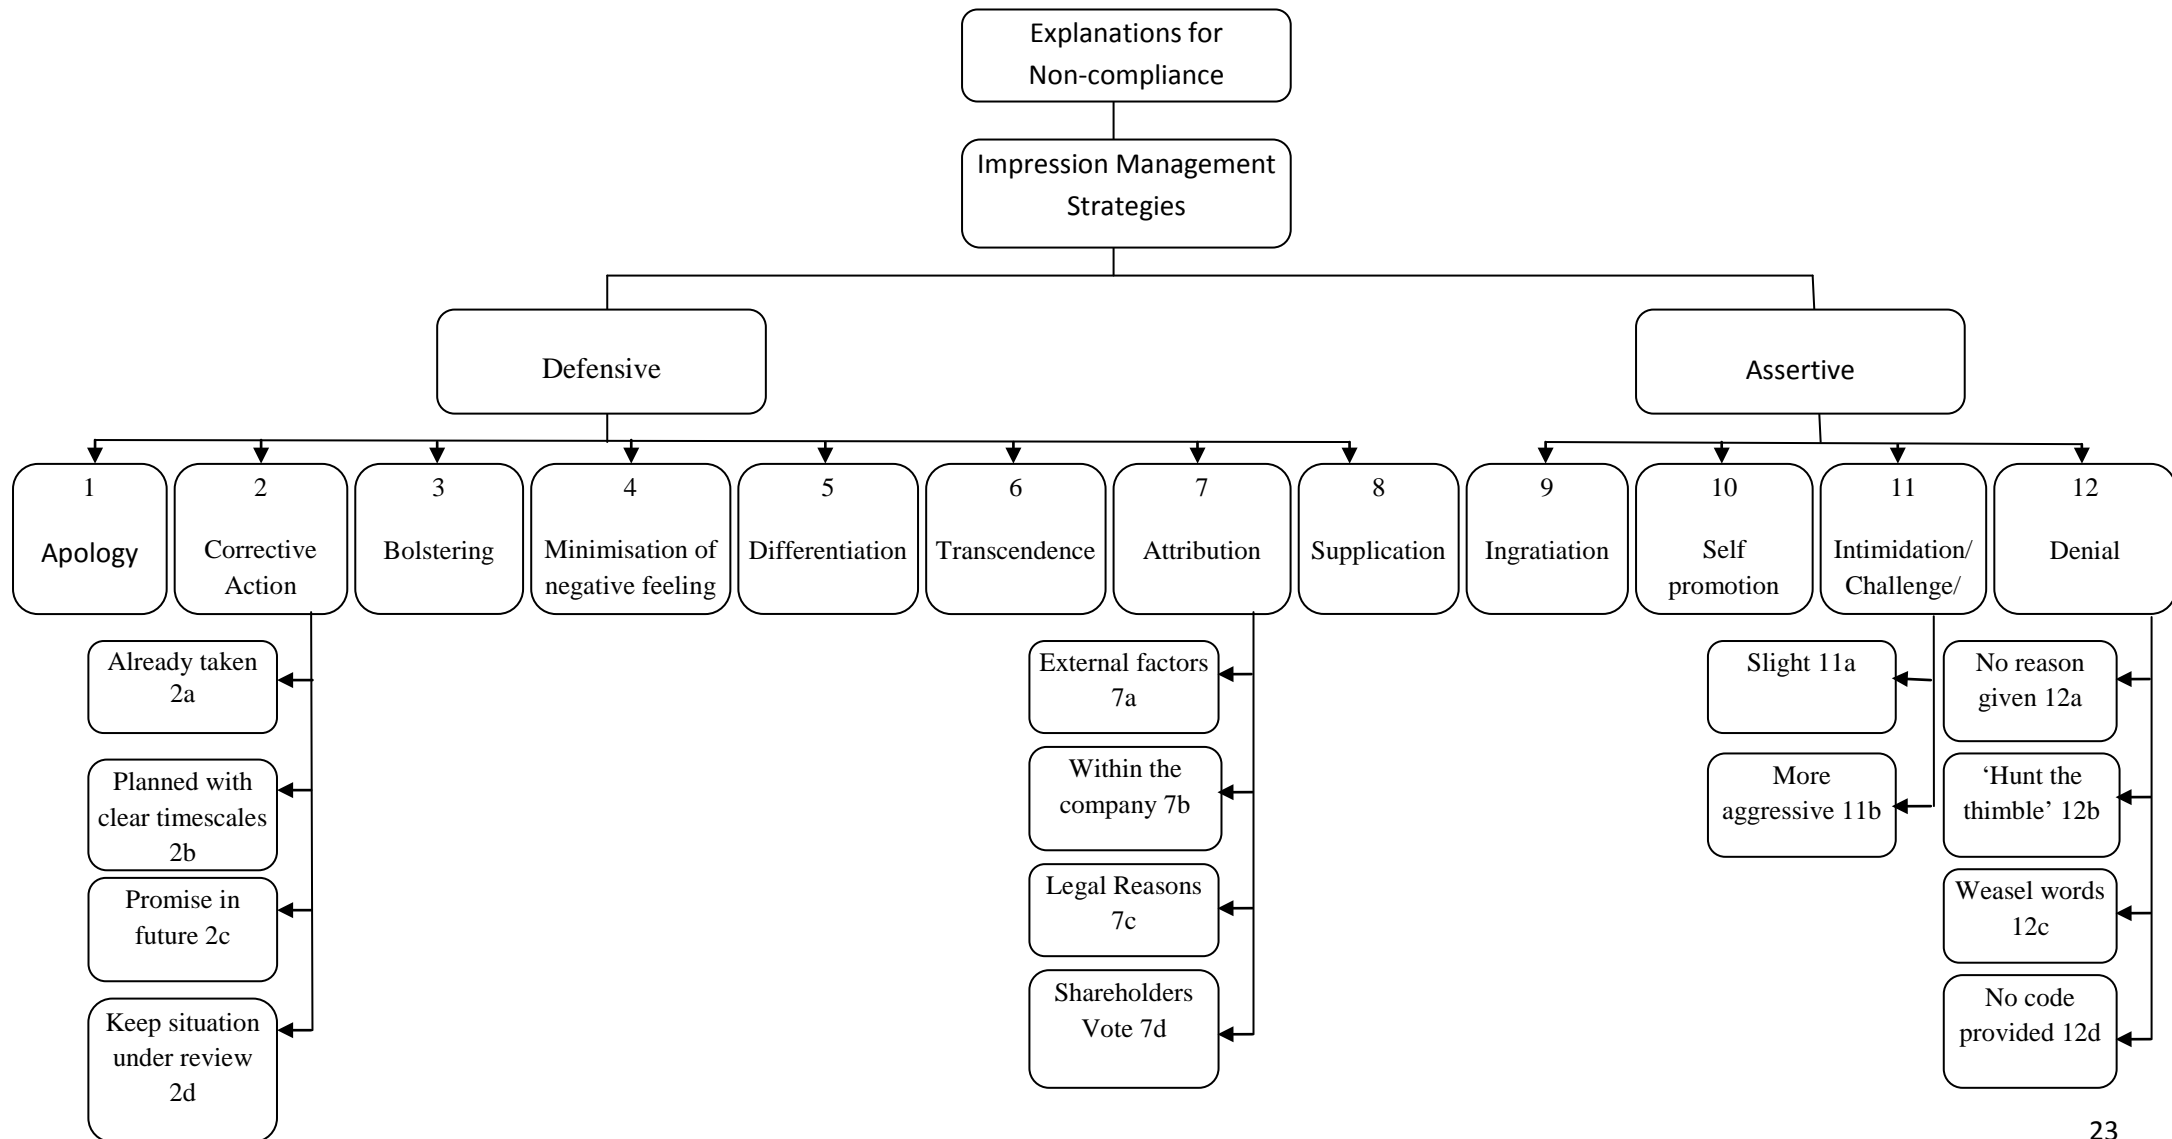 Explanations for
Non-compliance
Impression Management
Strategies
Defensive
Assertive
1
Apology
2
Corrective
Action
3
Bolstering
4
Minimisation of
negative feeling
5
Differentiation
6
Transcendence
7
Attribution
8
Supplication
9
Ingratiation
10
Self
promotion
11
Intimidation/
Challenge/
12
Denial
Already taken
2a
Planned with
clear timescales
2b
Promise in
future 2c
Keep situation
under review
2d
External factors
7a
Within the
company 7b
Legal Reasons
7c
Shareholders
Vote 7d
Slight 11a
More
aggressive 11b
No reason
given 12a
‘Hunt the
thimble’ 12b
Weasel words
12c
No code
provided 12d
23